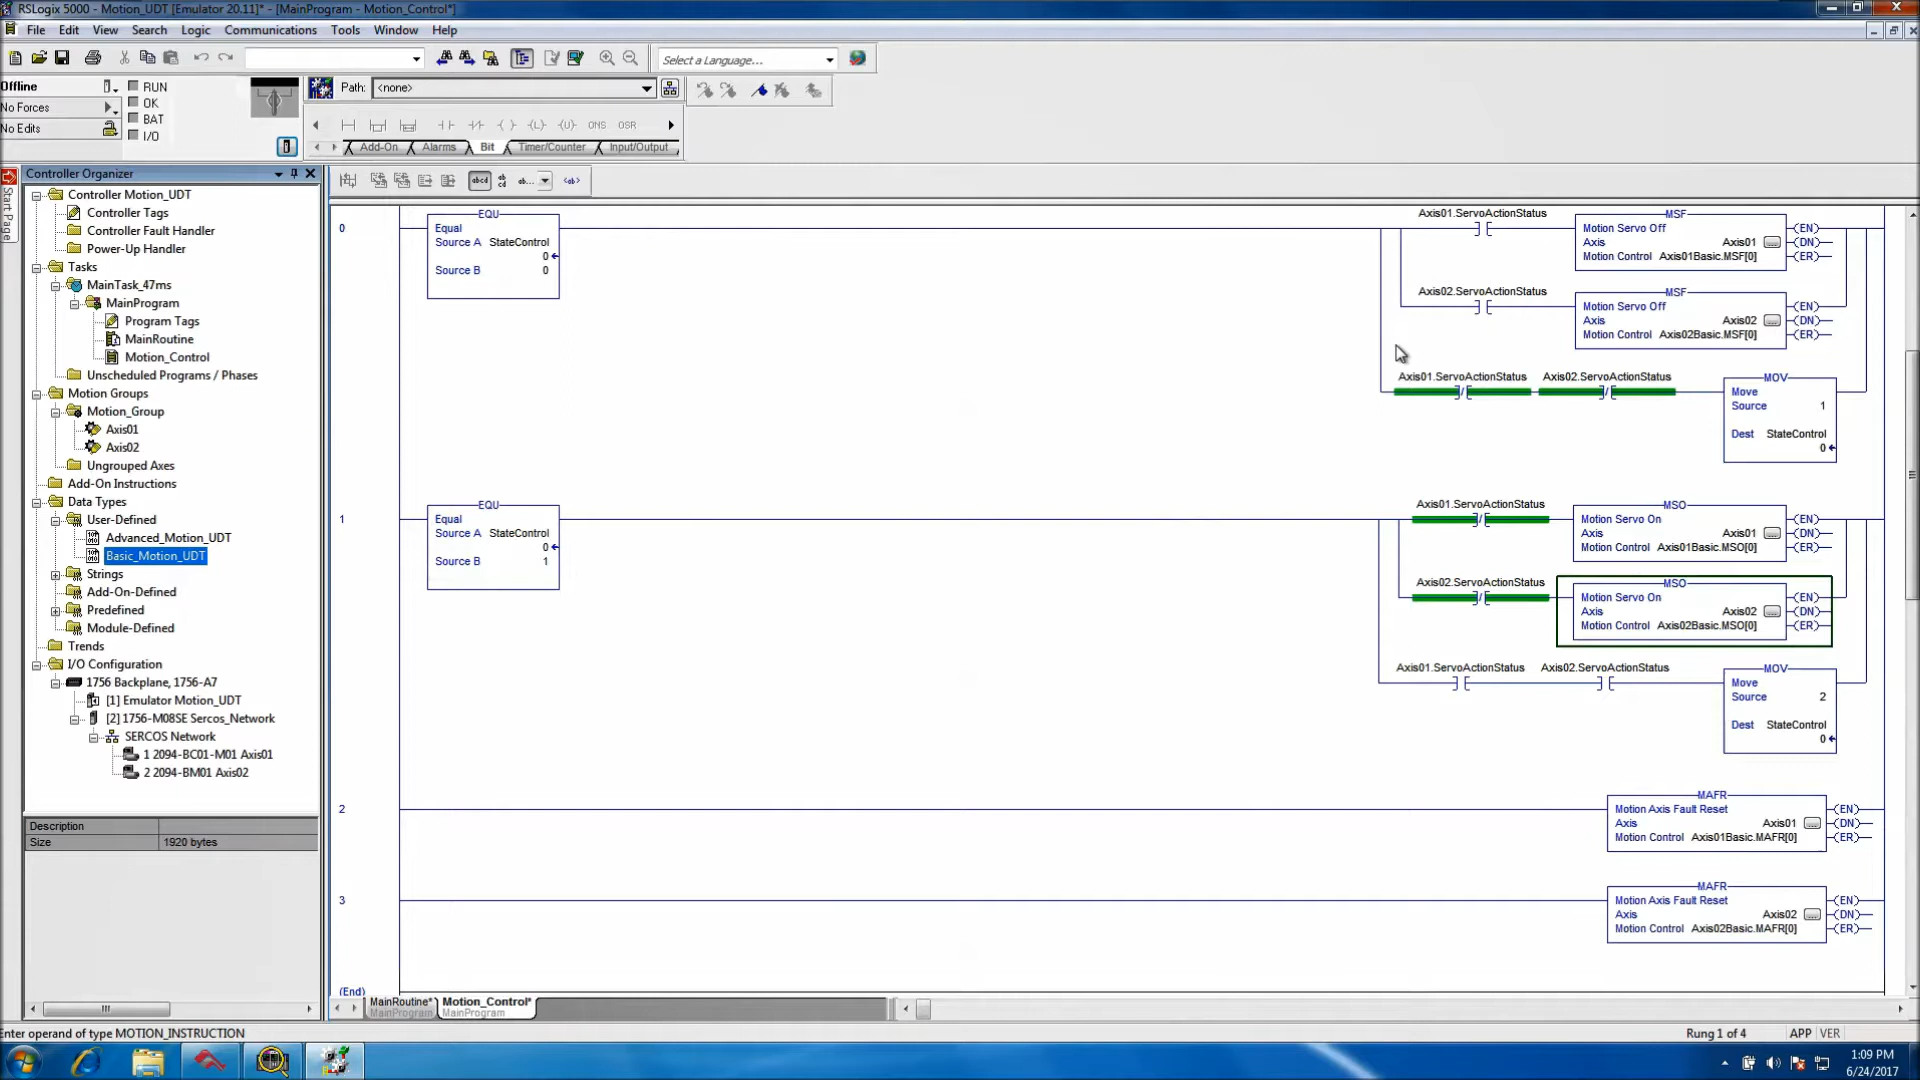 RSLogix 5000 - Motion_UDT [Emulator 20.11]* - [MainProgram - Motion_Control*]
File Edit View Search Logic Communications Tools Window Help
Select a Language...
Offline
RUN
No Forces
OK
BAT
No Edits
I/O
Path: <none>
ONS OSR
Add-On Alarms Bit Timer/Counter Input/Output
Start Page
Controller Organizer
Controller Motion_UDT
Controller Tags
Controller Fault Handler
Power-Up Handler
Tasks
MainTask_47ms
MainProgram
Program Tags
MainRoutine
Motion_Control
Unscheduled Programs / Phases
Motion Groups
Motion_Group
Axis01
Axis02
Ungrouped Axes
Add-On Instructions
Data Types
User-Defined
Advanced_Motion_UDT
Basic_Motion_UDT
Strings
Add-On-Defined
Predefined
Module-Defined
Trends
I/O Configuration
1756 Backplane, 1756-A7
[1] Emulator Motion_UDT
[2] 1756-M08SE Sercos_Network
SERCOS Network
1 2094-BC01-M01 Axis01
2 2094-BM01 Axis02
Description
Size 1920 bytes
0
EQU
Equal
Source A StateControl
0
Source B 0
Axis01.ServoActionStatus
MSF
Motion Servo Off
Axis Axis01
Motion Control Axis01Basic.MSF[0]
EN
DN
ER
Axis02.ServoActionStatus
MSF
Motion Servo Off
Axis Axis02
Motion Control Axis02Basic.MSF[0]
EN
DN
ER
Axis01.ServoActionStatus Axis02.ServoActionStatus
MOV
Move
Source 1
Dest StateControl
0
1
EQU
Equal
Source A StateControl
0
Source B 1
Axis01.ServoActionStatus
MSO
Motion Servo On
Axis Axis01
Motion Control Axis01Basic.MSO[0]
EN
DN
ER
Axis02.ServoActionStatus
MSO
Motion Servo On
Axis Axis02
Motion Control Axis02Basic.MSO[0]
EN
DN
ER
Axis01.ServoActionStatus Axis02.ServoActionStatus
MOV
Move
Source 2
Dest StateControl
0
2
MAFR
Motion Axis Fault Reset
Axis Axis01
Motion Control Axis01Basic.MAFR[0]
EN
DN
ER
3
MAFR
Motion Axis Fault Reset
Axis Axis02
Motion Control Axis02Basic.MAFR[0]
EN
DN
ER
(End)
MainRoutine* Motion_Control*
MainProgram MainProgram
Enter operand of type MOTION_INSTRUCTION
Rung 1 of 4 APP VER
1:09 PM
6/24/2017